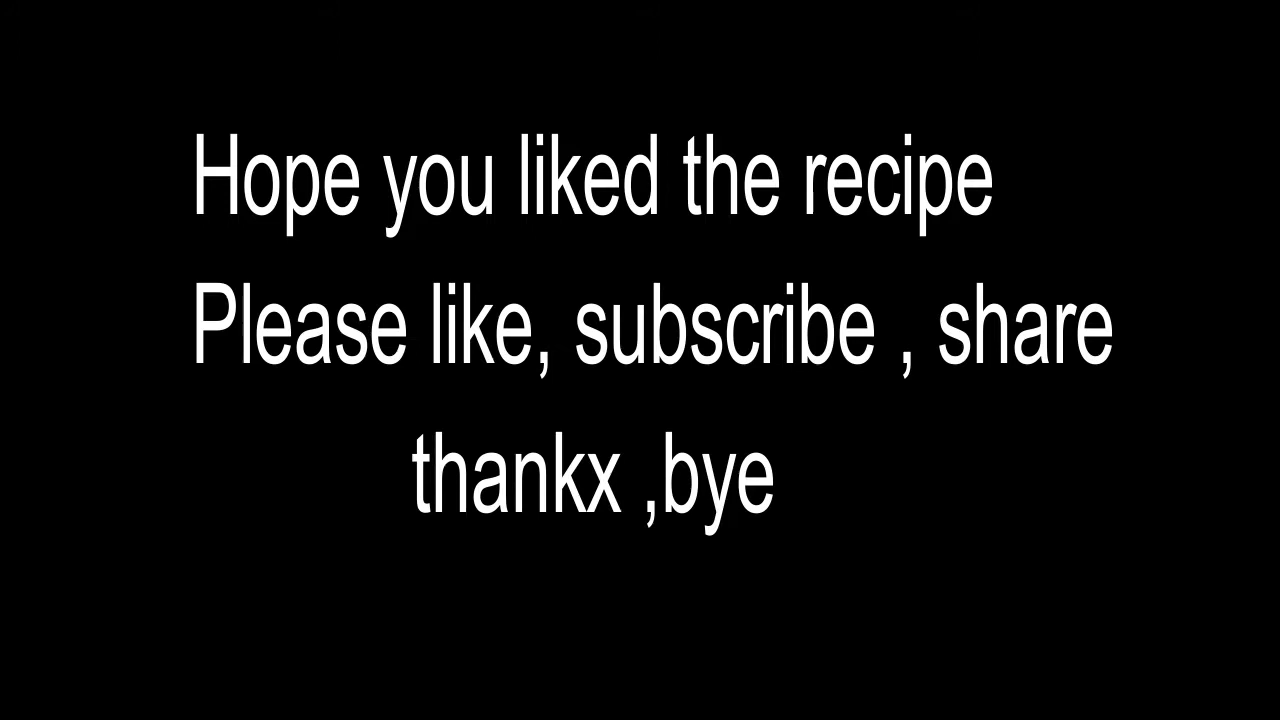 Hope you liked the recipe
Please like, subscribe , share
thankx ,bye